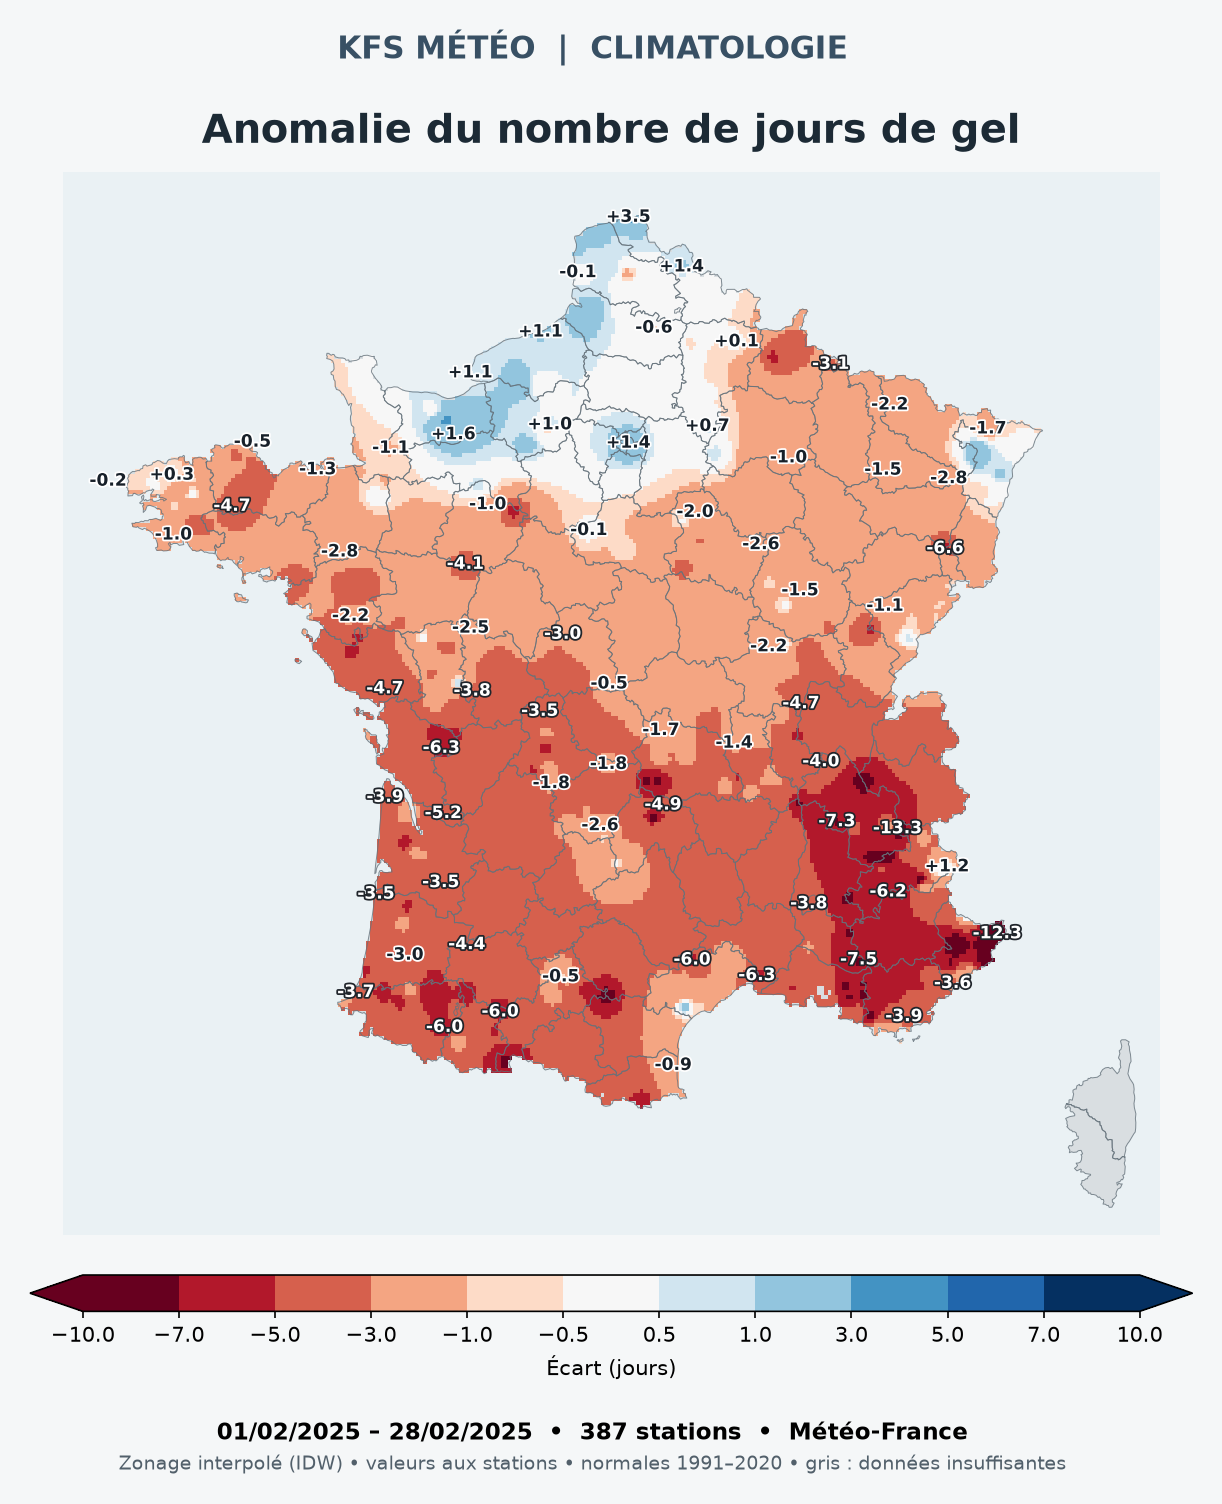 KFS MÉTÉO | CLIMATOLOGIE
Anomalie du nombre de jours de gel
+3.5
-0.1 +1.4
+1.1 -0.6
+0.1
-3.1
+1.1
-2.2
+1.6 +1.0 +1.4 +0.7 -1.7
-0.5 -1.1
-1.3 -1.0 -1.5
-0.2 +0.3 -2.8
-4.7 -1.0 -2.0
-1.0 -0.1
-2.8 -2.6 -6.6
-4.1
-1.5
-2.2 -1.1
-2.5 -3.0
-2.2
-4.7 -3.8 -0.5
-3.5 -4.7
-6.3 -1.7 -1.4
-1.8 -4.0
-1.8
-3.9 -5.2 -4.9
-2.6 -7.3 -13.3
+1.2
-3.5 -3.5 -3.8 -6.2
-4.4 -12.3
-3.0 -6.0 -7.5
-0.5 -6.3 -3.6
-3.7
-6.0 -6.0 -3.9
-0.9
−10.0 −7.0 −5.0 −3.0 −1.0 −0.5 0.5 1.0 3.0 5.0 7.0 10.0
Écart (jours)
01/02/2025 – 28/02/2025 • 387 stations • Météo-France
Zonage interpolé (IDW) • valeurs aux stations • normales 1991–2020 • gris : données insuffisantes